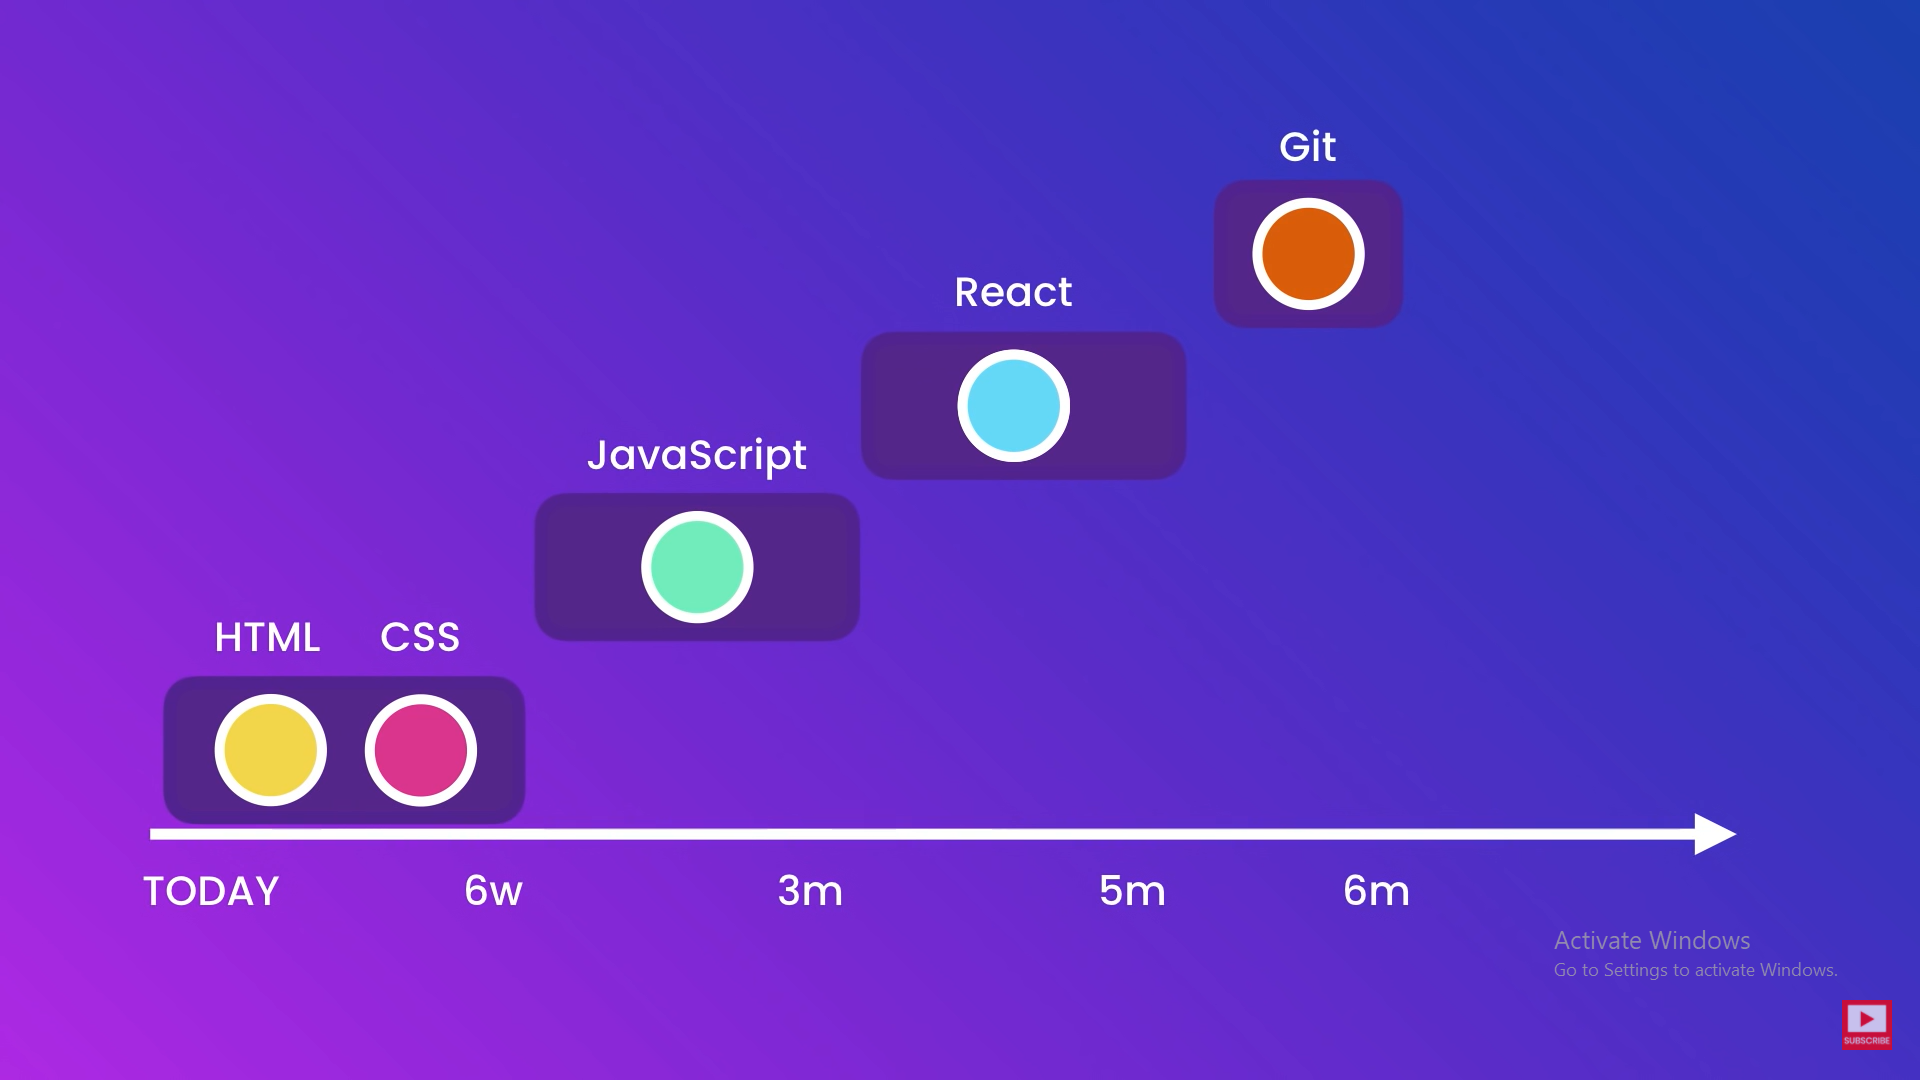 Git
React
JavaScript
HTML CSS
TODAY 6w 3m 5m 6m
Activate Windows
Go to Settings to activate Windows.
SUBSCRIBE